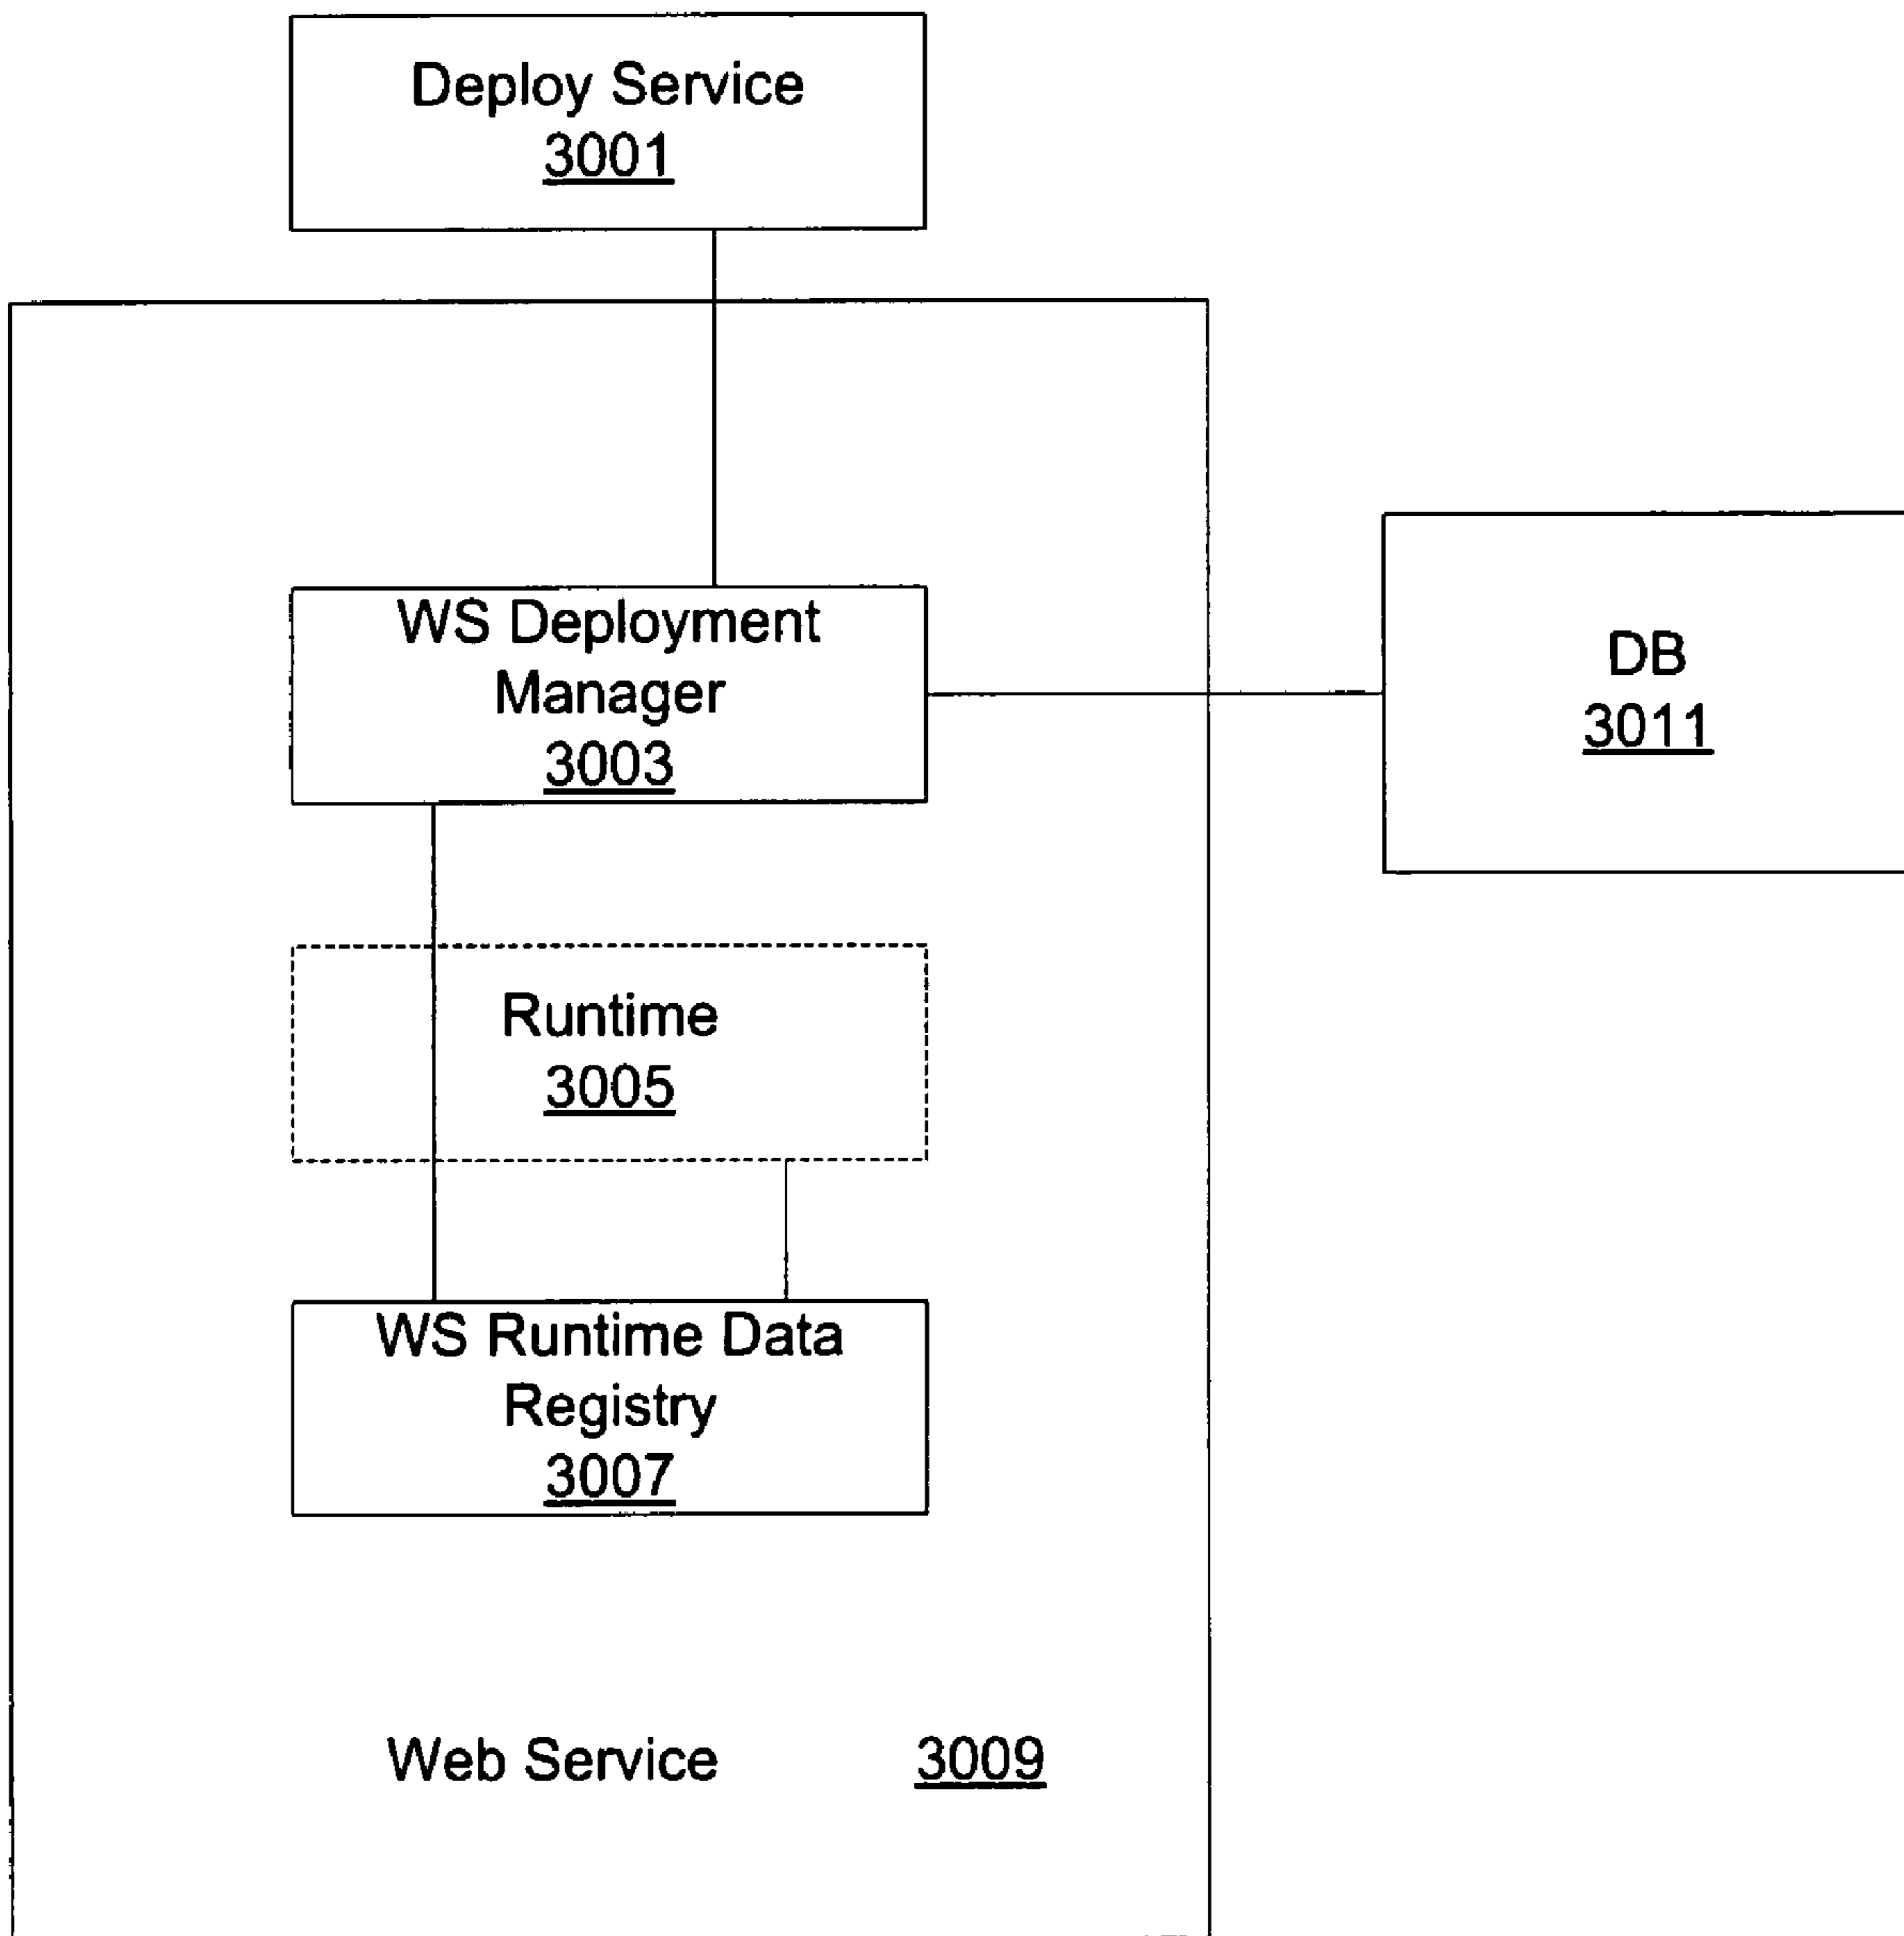 Deploy Service
3001
WS Deployment
Manager
3003
DB
3011
Runtime
3005
WS Runtime Data
Registry
3007
Web Service 3009